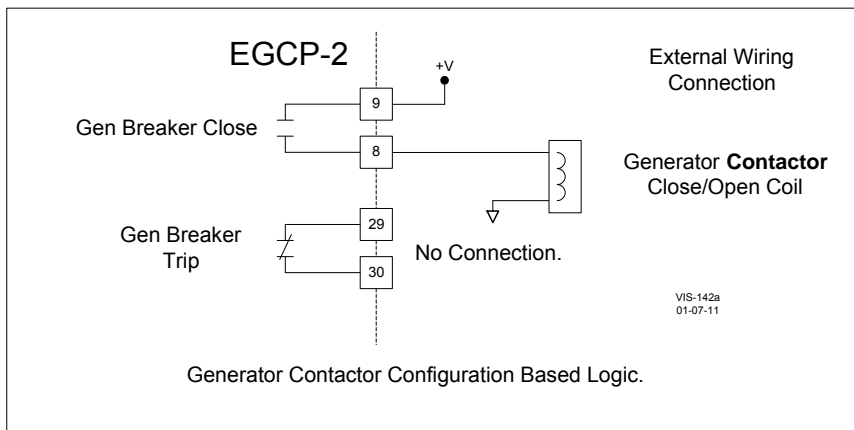 EGCP-2
+V
External Wiring
Connection
9
Gen Breaker Close
8
Generator Contactor
Close/Open Coil
29
Gen Breaker
Trip
No Connection.
30
VIS-142a
01-07-11
Generator Contactor Configuration Based Logic.